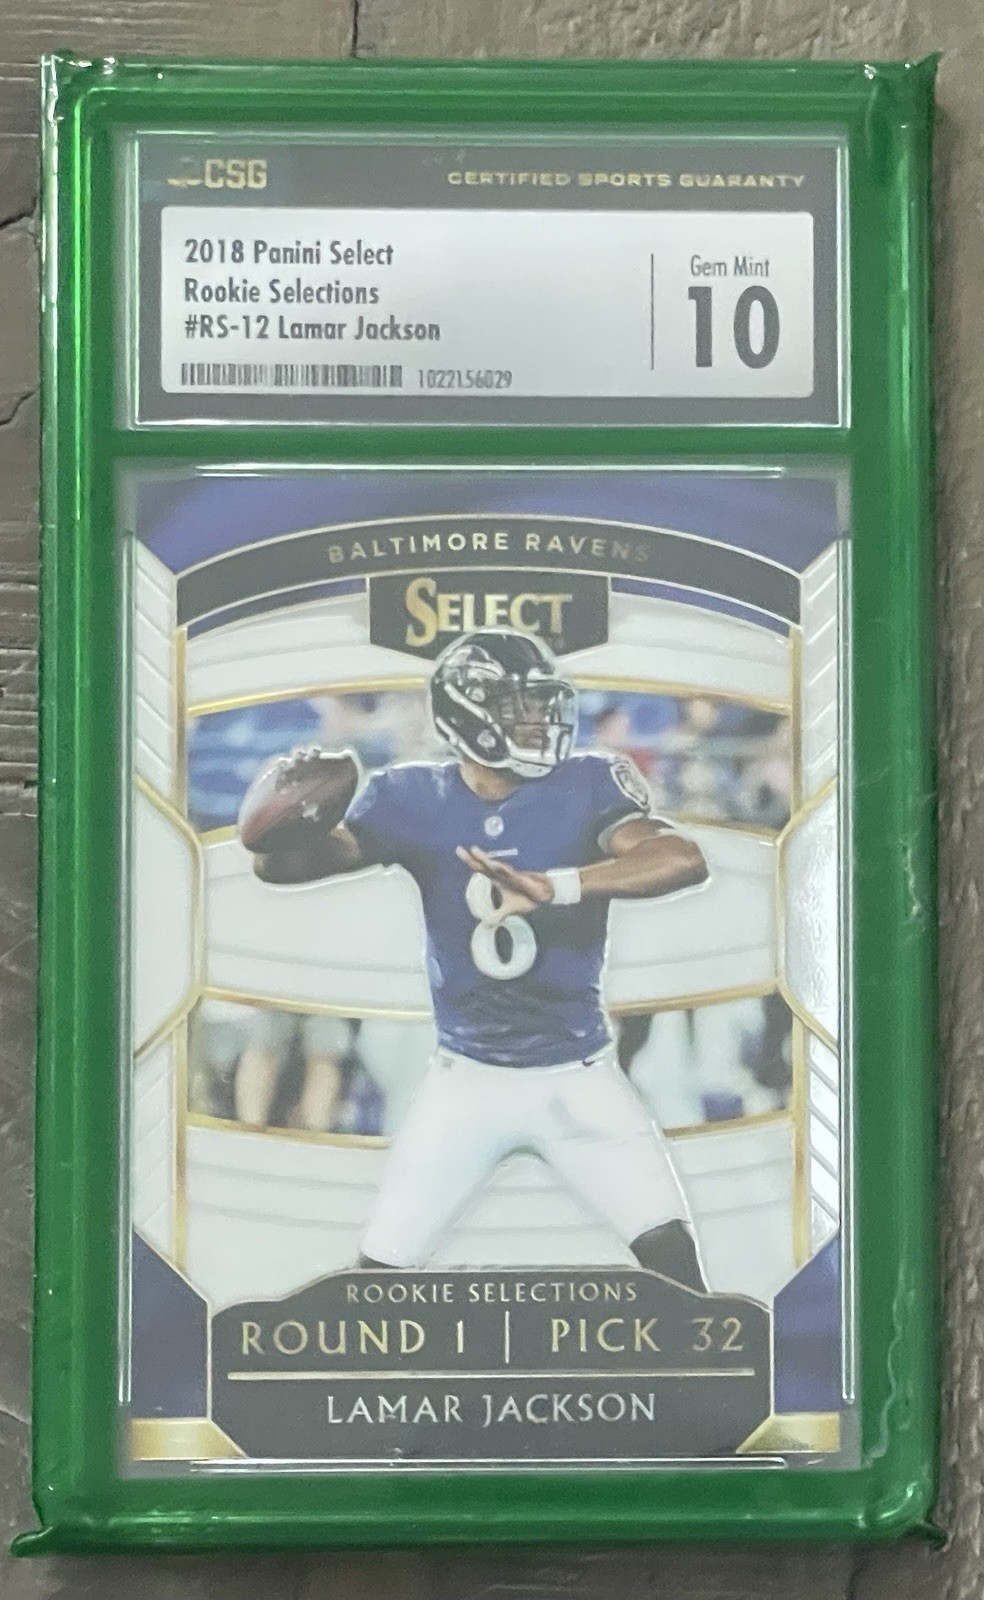 CSG
CERTIFIED SPORTS GUARANTY
2018 Panini Select
Rookie Selections
#RS-12 Lamar Jackson
Gem Mint
10
1022156029
BALTIMORE RAVENS
SELECT
8
ROOKIE SELECTIONS
ROUND 1 | PICK 32
LAMAR JACKSON